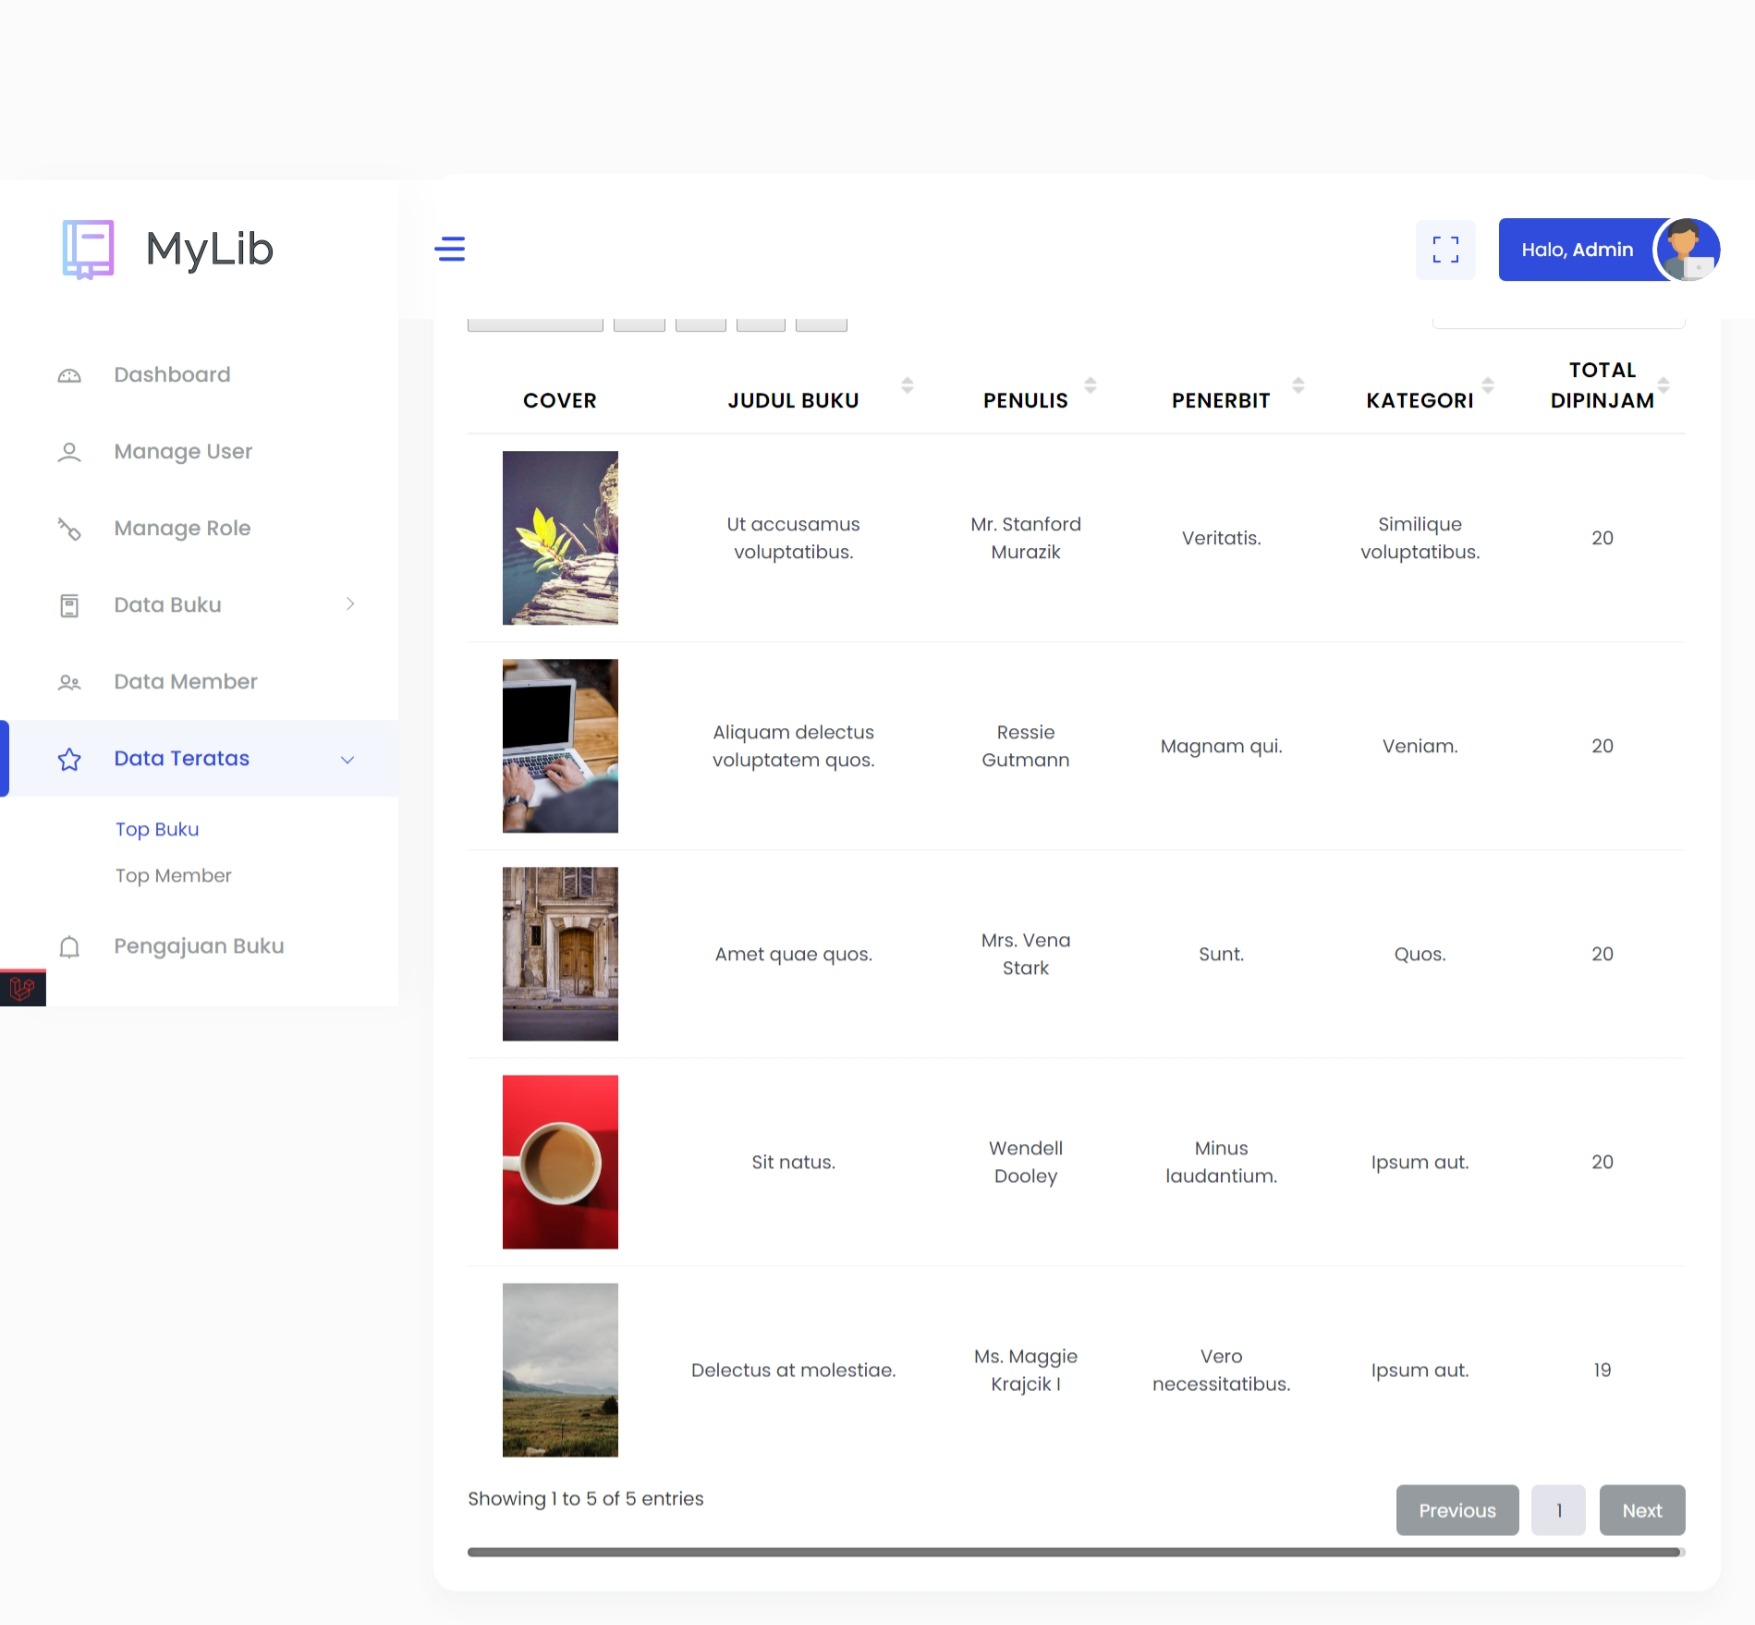 MyLib
Halo, Admin
Dashboard
Manage User
Manage Role
Data Buku
Data Member
Data Teratas
Top Buku
Top Member
Pengajuan Buku
COVER
JUDUL BUKU
PENULIS
PENERBIT
KATEGORI
TOTAL
DIPINJAM
Ut accusamus
voluptatibus.
Mr. Stanford
Murazik
Veritatis.
Similique
voluptatibus.
20
Aliquam delectus
voluptatem quos.
Ressie
Gutmann
Magnam qui.
Veniam.
20
Amet quae quos.
Mrs. Vena
Stark
Sunt.
Quos.
20
Sit natus.
Wendell
Dooley
Minus
laudantium.
Ipsum aut.
20
Delectus at molestiae.
Ms. Maggie
Krajcik I
Vero
necessitatibus.
Ipsum aut.
19
Showing 1 to 5 of 5 entries
Previous
1
Next